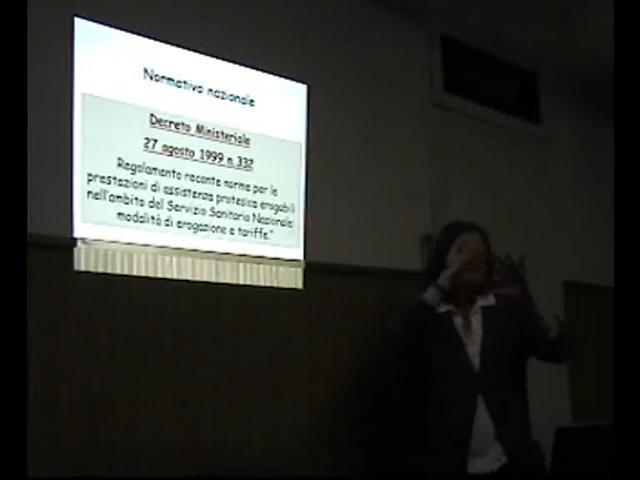 Normativa nazionale
Decreto Ministeriale
27 agosto 1999 n. 332
Regolamento recante norme per le
prestazioni di assistenza protesica erogabili
nell'ambito del Servizio Sanitario Nazionale:
modalità di erogazione e tariffe."